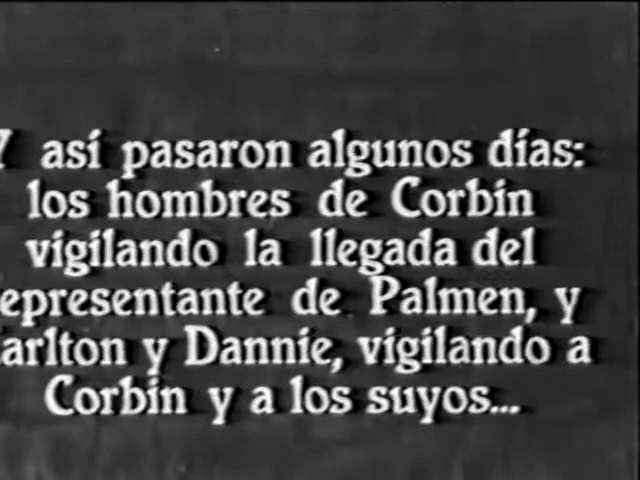 Y así pasaron algunos días:
los hombres de Corbin
vigilando la llegada del
epresentante de Palmen, y
arlton y Dannie, vigilando a
Corbin y a los suyos...